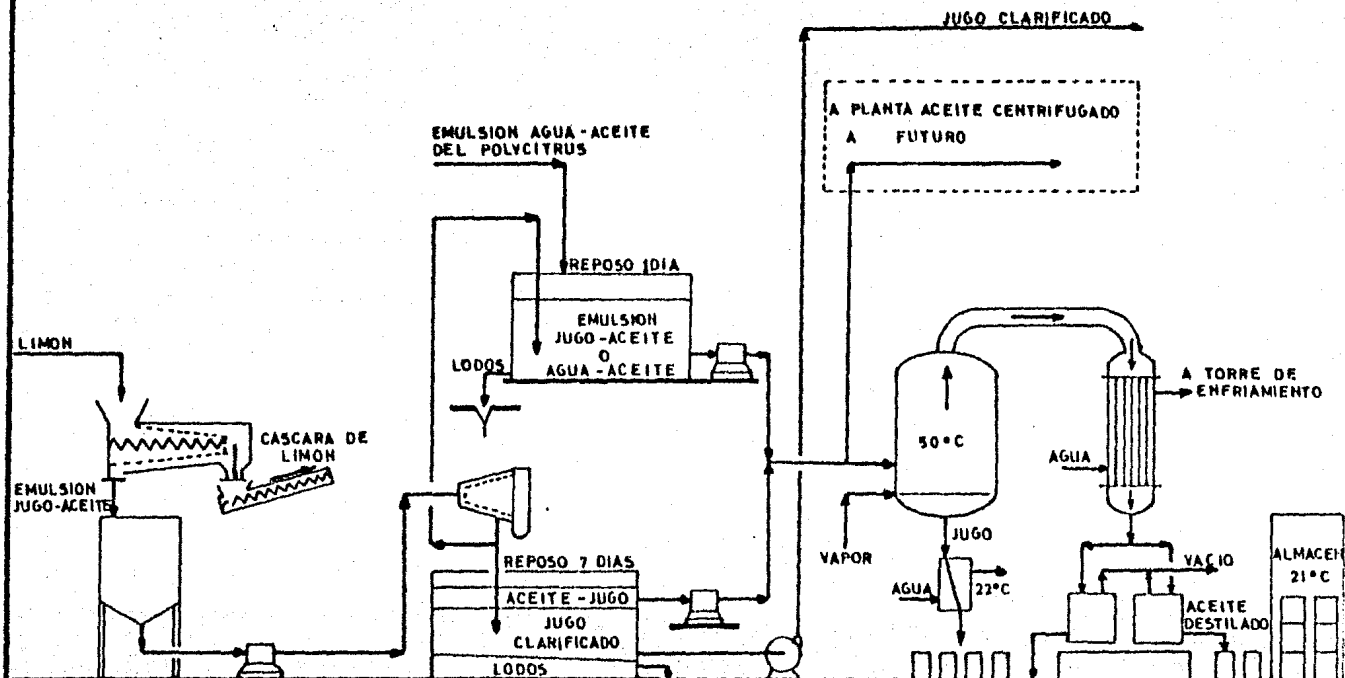 JUGO CLARIFICADO
A PLANTA ACEITE CENTRIFUGADO
A FUTURO
EMULSION AGUA-ACEITE
DEL POLYCITRUS
REPOSO 1DIA
EMULSION
JUGO-ACEITE
O
AGUA-ACEITE
LODOS
LIMON
CASCARA DE
LIMON
EMULSION
JUGO-ACEITE
50°C
A TORRE DE
ENFRIAMIENTO
AGUA
VAPOR
JUGO
AGUA
22°C
VACIO
ACEITE
DESTILADO
ALMACEN
21°C
REPOSO 7 DIAS
ACEITE-JUGO
JUGO
CLARIFICADO
LODOS